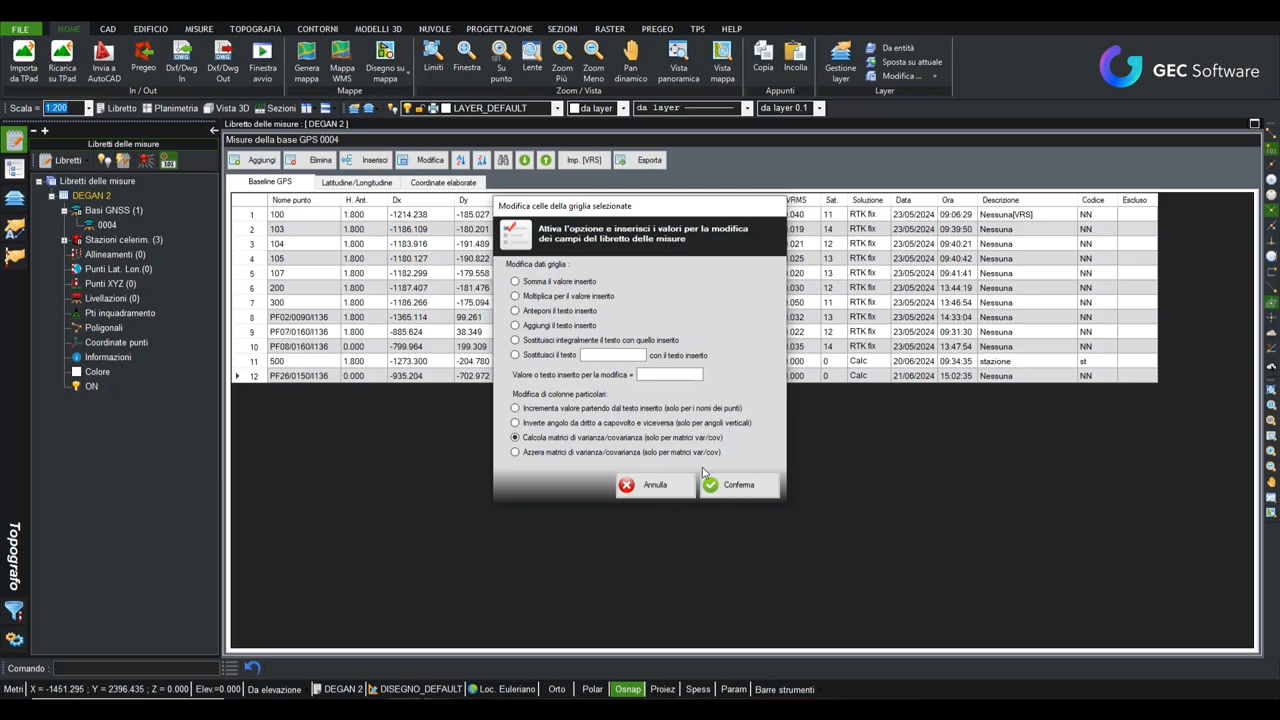 FILE HOME CAD EDIFICIO MISURE TOPOGRAFIA CONTORNI MODELLI 3D NUVOLE PROGETTAZIONE SEZIONI RASTER PREGEO TPS HELP
Importa da TPad
Ricarica su TPad
Invia a AutoCAD
Pregeo
Dxf/Dwg In
Dxf/Dwg Out
Finestra avvio
Genera mappa
Mappa WMS
Disegno su mappa
Limiti
Finestra
Su punto
Lente
Zoom Più
Zoom Meno
Pan dinamico
Vista panoramica
Vista mappa
Copia
Incolla
Gestione layer
Da entità
Sposta su attuale
Modifica ...
In / Out
Mappe
Zoom / Vista
Appunti
Layer
GEC Software
Scala = 1:200 Libretto Planimetria Vista 3D Sezioni LAYER_DEFAULT da layer da layer da layer 0.1
Libretti delle misure
Libretti
Libretti delle misure
DEGAN 2
Basi GNSS (1)
0004
Stazioni celerim. (3)
Allineamenti (0)
Punti Lat. Lon.(0)
Punti XYZ (0)
Livellazioni (0)
Pti inquadramento
Poligonali
Coordinate punti
Informazioni
Colore
ON
Topografo
Libretto delle misure : [ DEGAN 2 ]
Misure della base GPS 0004
Aggiungi Elimina Inserisci Modifica Imp. [VRS] Esporta
Baseline GPS Latitudine/Longitudine Coordinate elaborate
Nome punto H. Ant. Dx Dy VRMS Sat. Soluzione Data Ora Descrizione Codice Escluso
1 100 1.800 -1214.238 -185.027 .040 11 RTK fix 23/05/2024 09:06:29 Nessuna[VRS] NN
2 103 1.800 -1186.109 -180.201 .019 14 RTK fix 23/05/2024 09:39:50 Nessuna NN
3 104 1.800 -1183.916 -191.489 .021 12 RTK fix 23/05/2024 09:40:21 Nessuna NN
4 105 1.800 -1180.127 -190.822 .025 13 RTK fix 23/05/2024 09:40:54 Nessuna NN
5 107 1.800 -1182.299 -179.558 .020 13 RTK fix 23/05/2024 09:41:41 Nessuna NN
6 200 1.800 -1187.407 -181.476 .030 12 RTK fix 23/05/2024 13:44:19 Nessuna NN
7 300 1.800 -1186.266 -175.094 .050 11 RTK fix 23/05/2024 13:46:54 Nessuna NN
8 PF02/0090/I136 1.800 -1365.114 99.261 .032 13 RTK fix 23/05/2024 14:33:04 Nessuna NN
9 PF07/0160/I136 1.800 -885.624 38.349 .013 12 RTK fix 23/05/2024 09:31:30 Nessuna NN
10 PF08/0160/I136 0.000 -799.964 199.309 .035 14 RTK fix 23/05/2024 13:47:54 Nessuna NN
11 500 1.800 -1273.300 -204.780 .000 0 Calc 20/06/2024 09:34:35 stazione st
12 PF26/0150/I136 0.000 -935.204 -702.972 .000 0 Calc 21/06/2024 15:02:35 Nessuna NN
Modifica celle della griglia selezionate
Attiva l'opzione e inserisci i valori per la modifica
dei campi del libretto delle misure
Modifica dati griglia :
Somma il valore inserito
Moltiplica per il valore inserito
Anteponi il testo inserito
Aggiungi il testo inserito
Sostituisci integralmente il testo con quello inserito
Sostituisci il testo con il testo inserito
Valore o testo inserito per la modifica =
Modifica di colonne particolari:
Incrementa valore partendo dal testo inserito (solo per i nomi dei punti)
Inverte angolo da dritto a capovolto e viceversa (solo per angoli verticali)
Calcola matrici di varianza/covarianza (solo per matrici var/cov)
Azzera matrici di varianza/covarianza (solo per matrici var/cov)
Annulla Conferma
Comando :
Metri X = -1451.295 ; Y = 2396.435 ; Z = 0.000 Elev.=0.000 Da elevazione DEGAN 2 DISEGNO_DEFAULT Loc. Euleriano Orto Polar Osnap Proiez Spess Param Barre strumenti